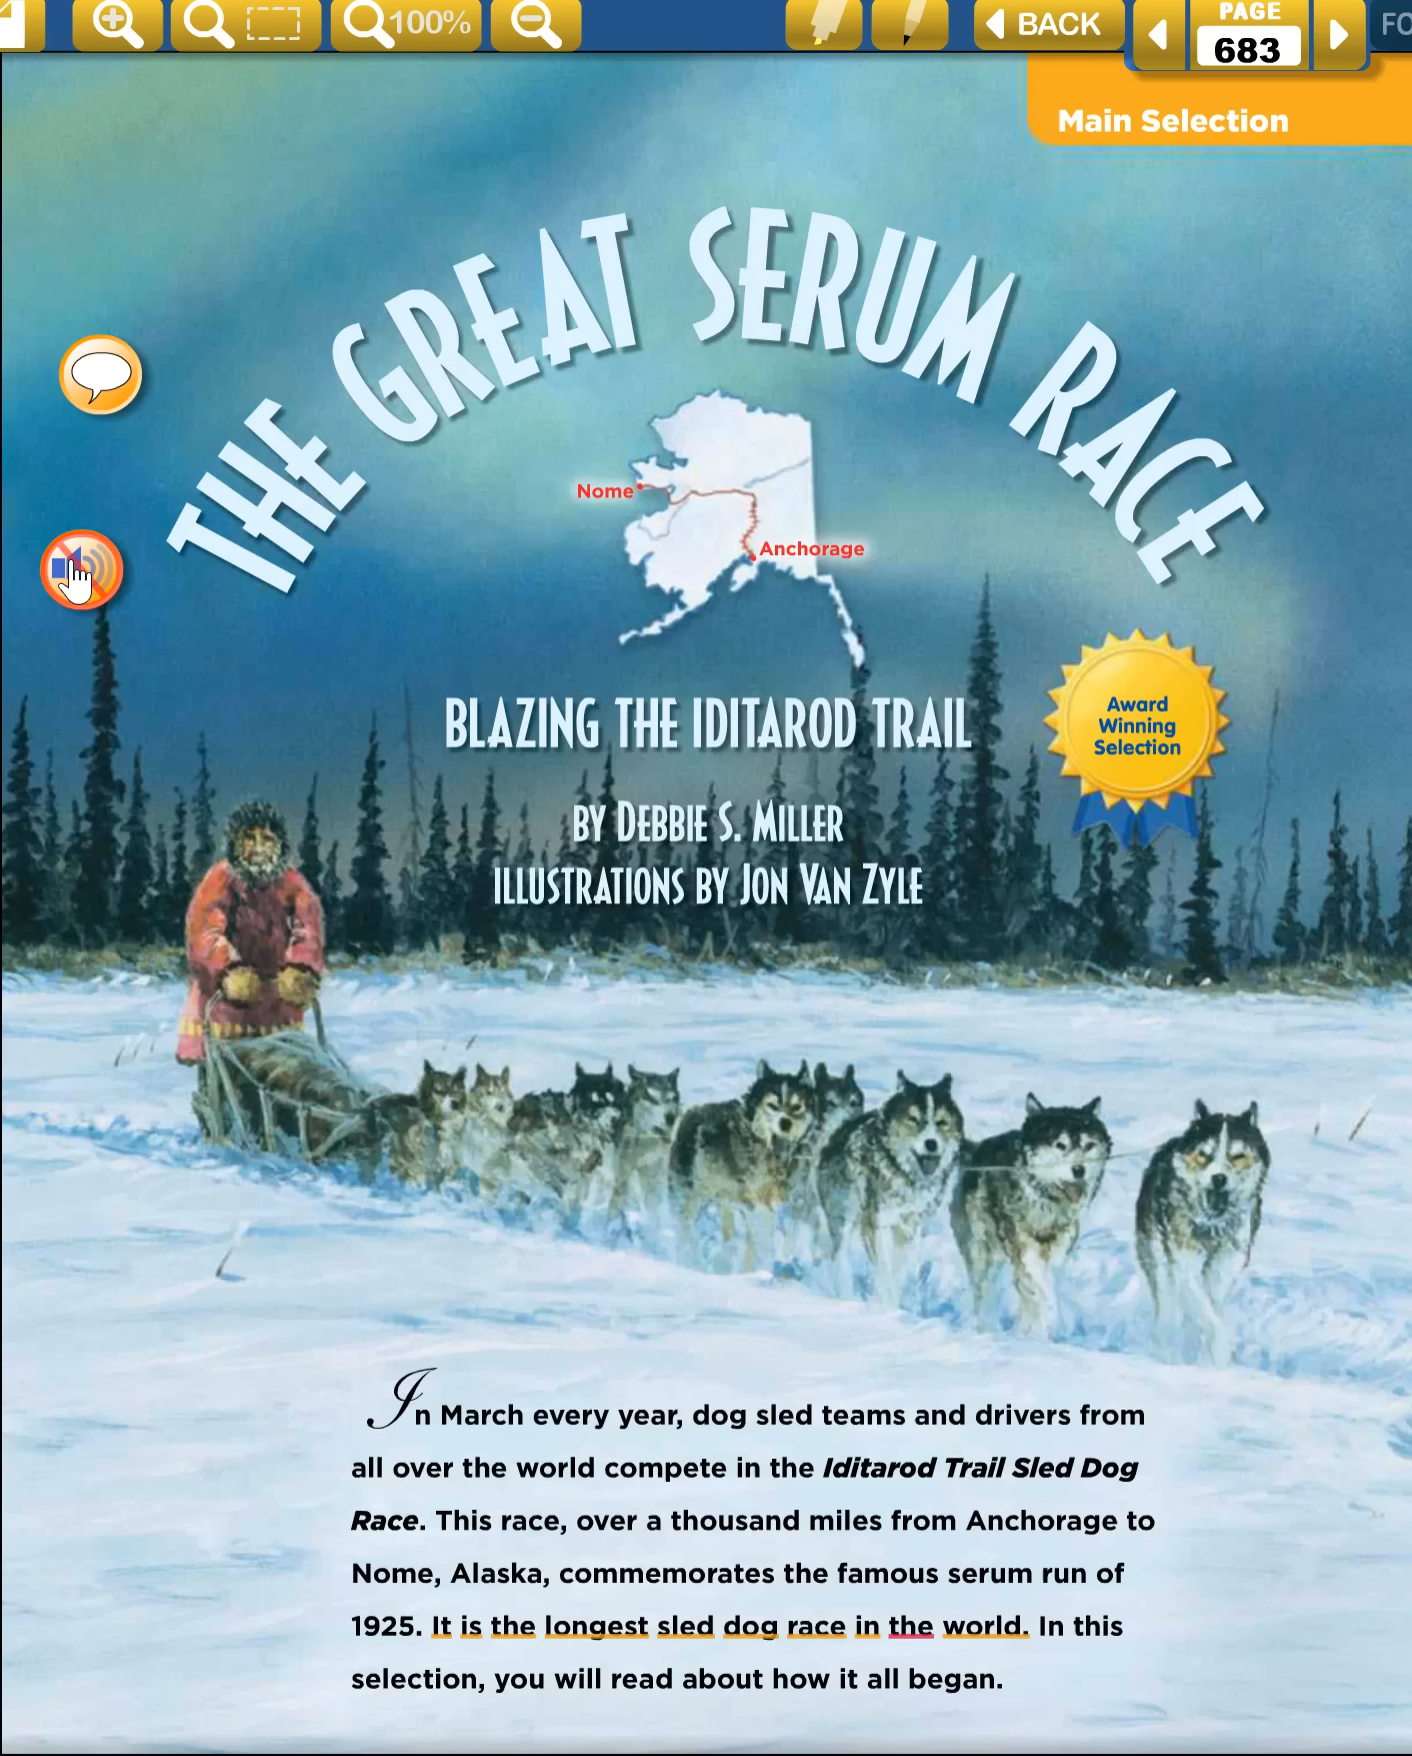 100%
BACK
PAGE
683
FO
Main Selection
THE GREAT SERUM RACE
Nome
Anchorage
BLAZING THE IDITAROD TRAIL
Award
Winning
Selection
BY DEBBIE S. MILLER
ILLUSTRATIONS BY JON VAN ZYLE
In March every year, dog sled teams and drivers from
all over the world compete in the Iditarod Trail Sled Dog
Race. This race, over a thousand miles from Anchorage to
Nome, Alaska, commemorates the famous serum run of
1925. It is the longest sled dog race in the world. In this
selection, you will read about how it all began.